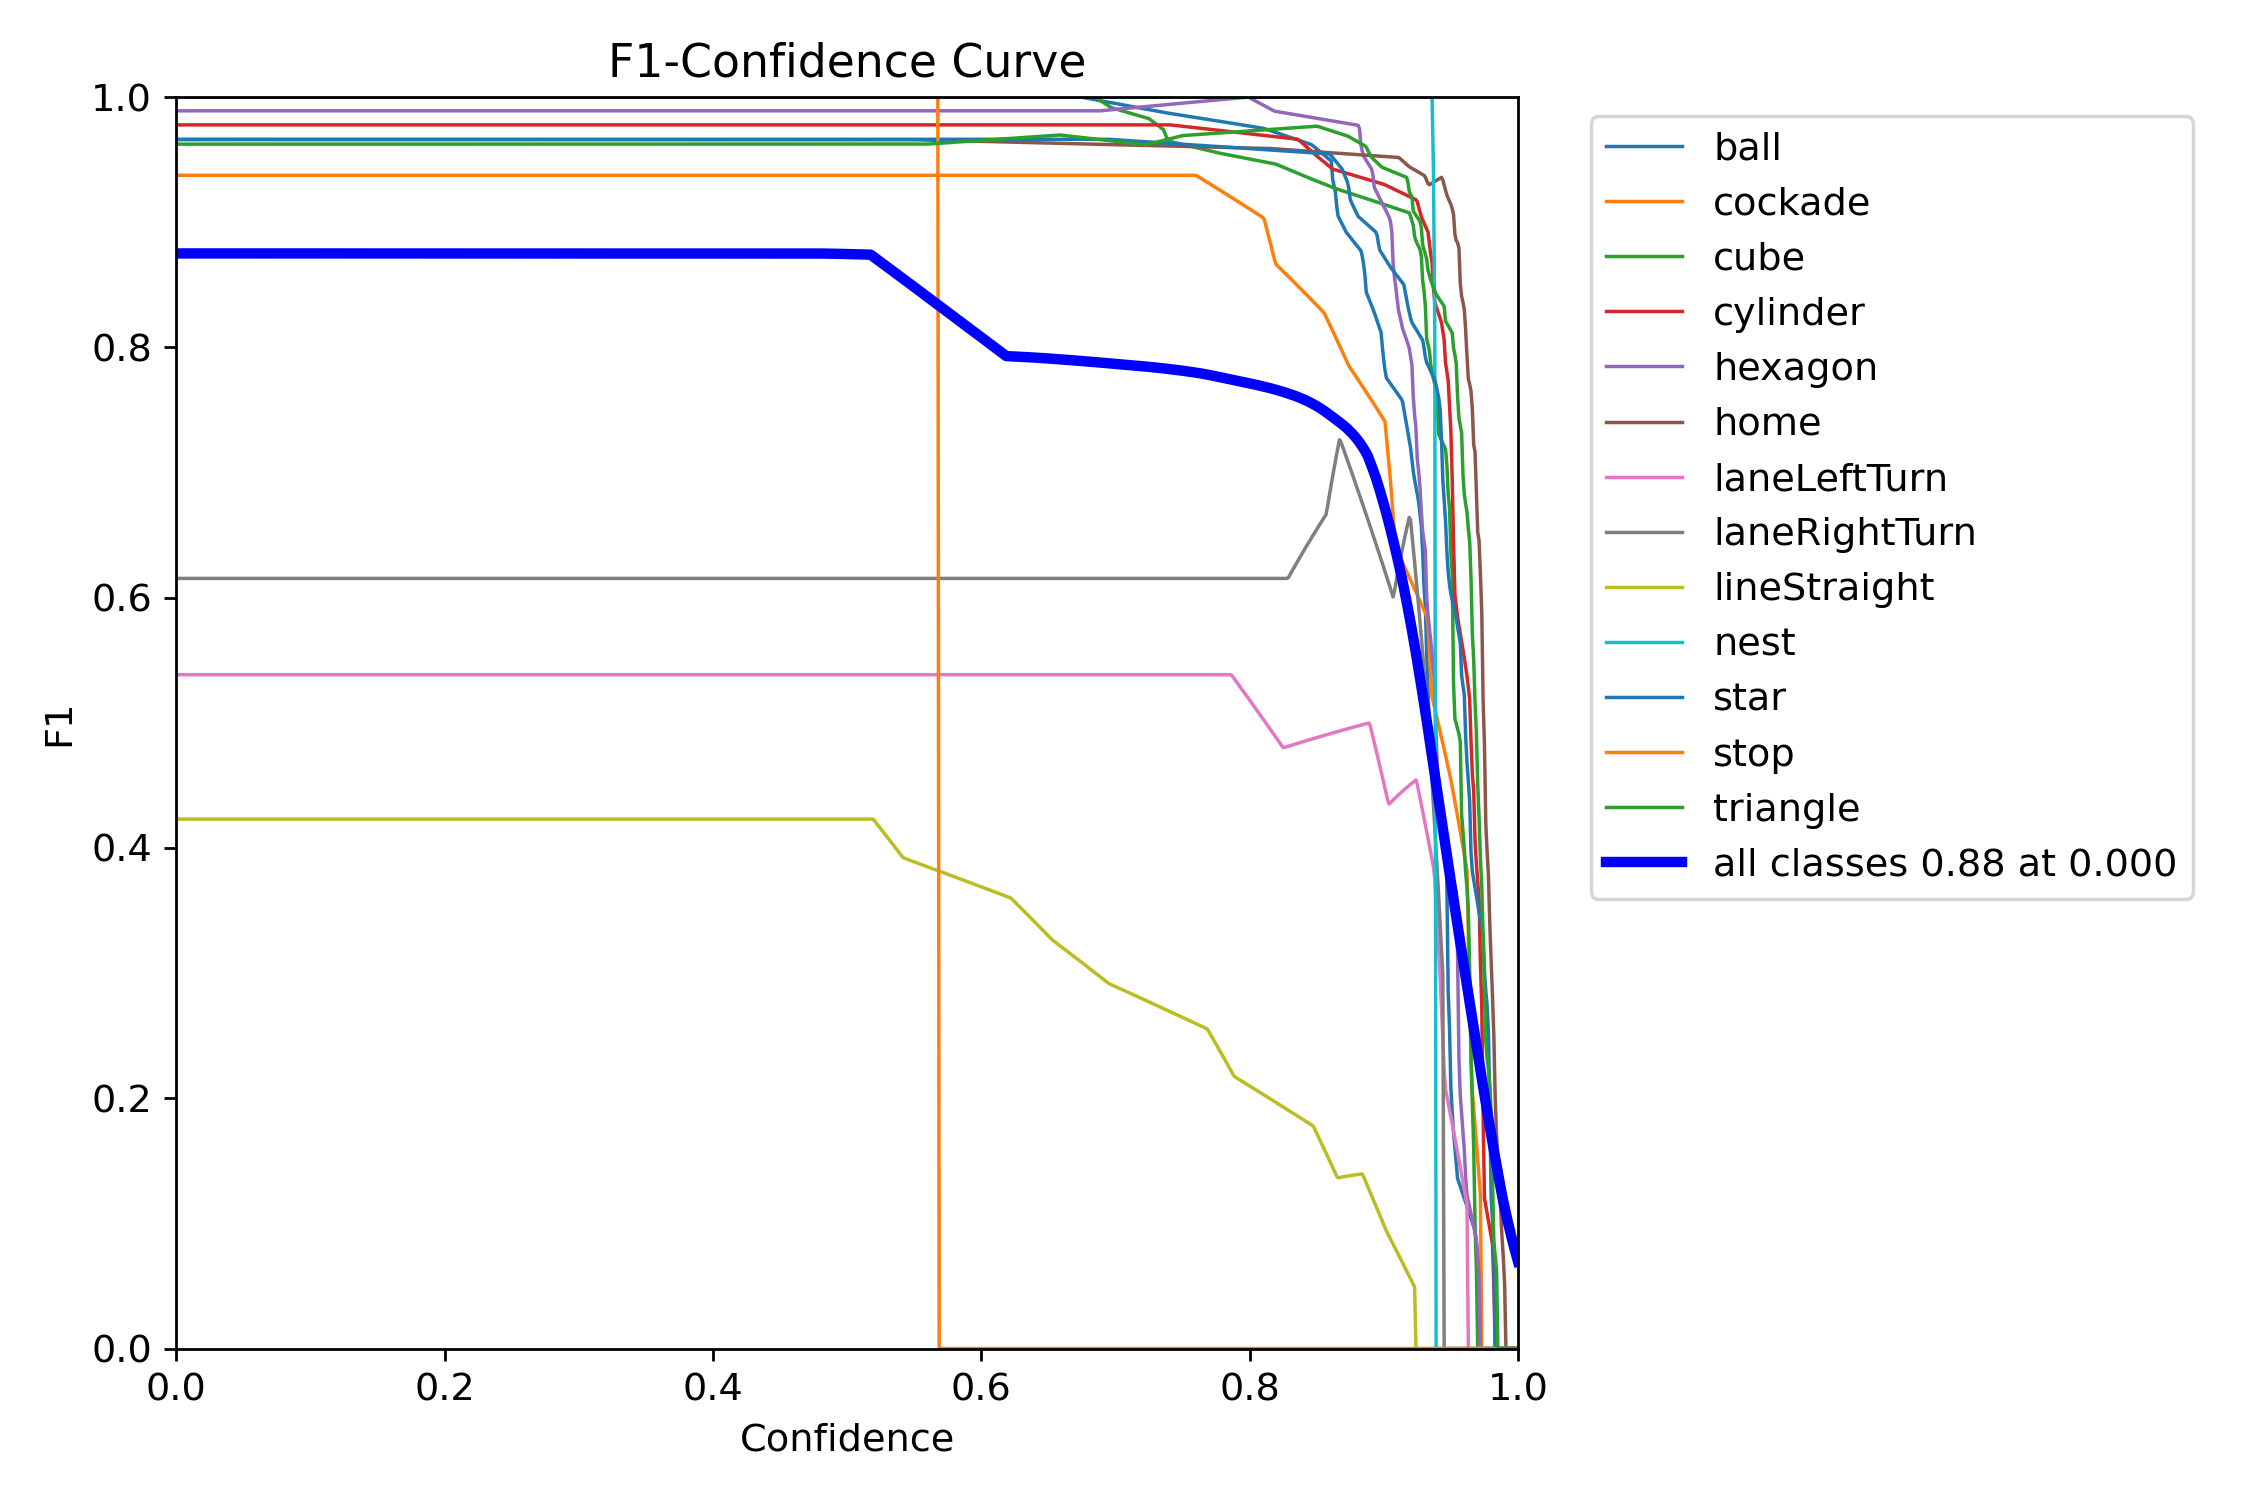 F1-Confidence Curve
1.0
0.8
0.6
0.4
0.2
0.0
F1
0.0 0.2 0.4 0.6 0.8 1.0
Confidence
ball
cockade
cube
cylinder
hexagon
home
laneLeftTurn
laneRightTurn
lineStraight
nest
star
stop
triangle
all classes 0.88 at 0.000